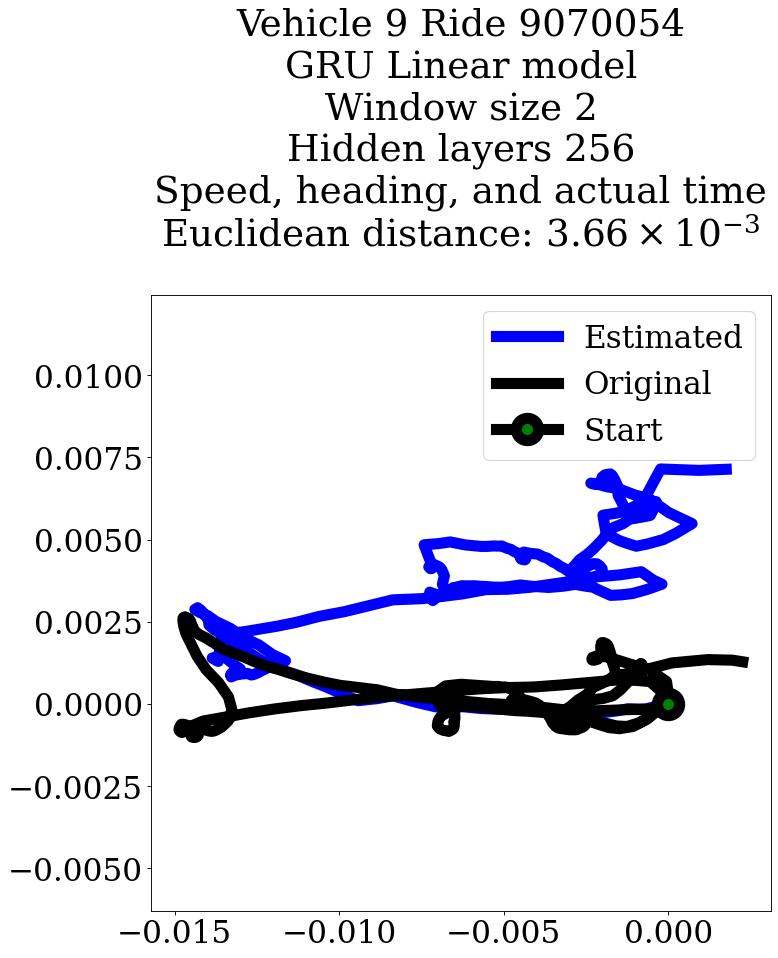 Vehicle 9 Ride 9070054
GRU Linear model
Window size 2
Hidden layers 256
Speed, heading, and actual time
Euclidean distance: 3.66 × 10⁻³
Estimated
Original
Start
0.0100
0.0075
0.0050
0.0025
0.0000
−0.0025
−0.0050
−0.015 −0.010 −0.005 0.000